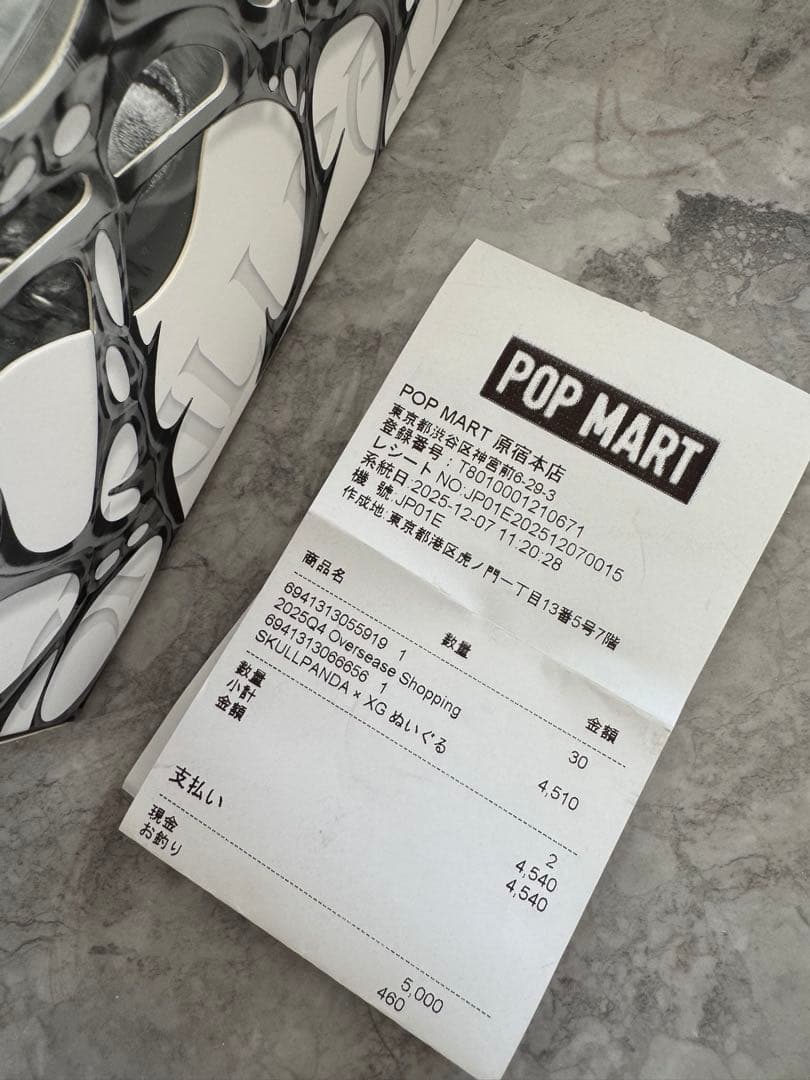 POP MART
POP MART 原宿本店
東京都渋谷区神宮前6-29-3
登録番号：T8010001210671
レシート NO:JP01E202512070015
系統日:2025-12-07 11:20:28
機 號:JP01E
作成地:東京都港区虎ノ門一丁目13番5号7階
商品名 数量 金額
6941313055919 1 30
2025Q4 Oversease Shopping
6941313066656 1 4,510
SKULLPANDA × XG ぬいぐる
数量 2
小計 4,540
金額 4,540
支払い
現金 5,000
お釣り 460